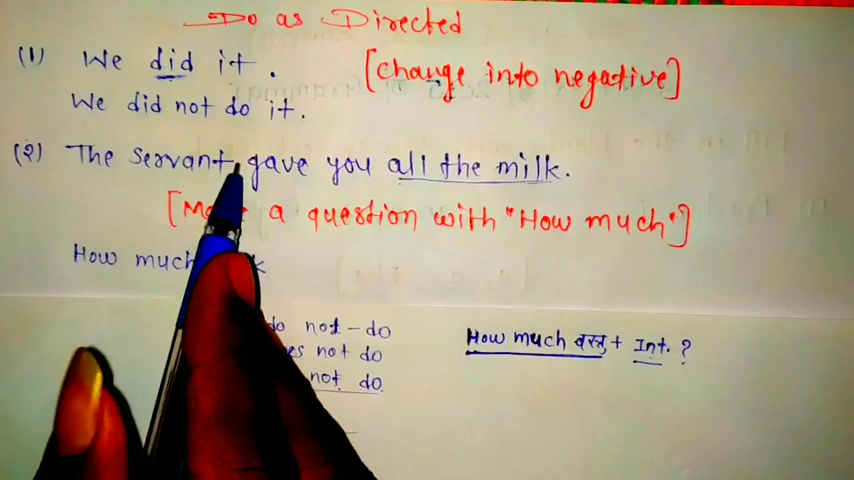 Do as Directed
(1) We did it. [change into negative]
We did not do it.
(2) The servant gave you all the milk.
[a question with "How much"]
How much
do not - do
not do
How much वस्तु + Int. ?
not do